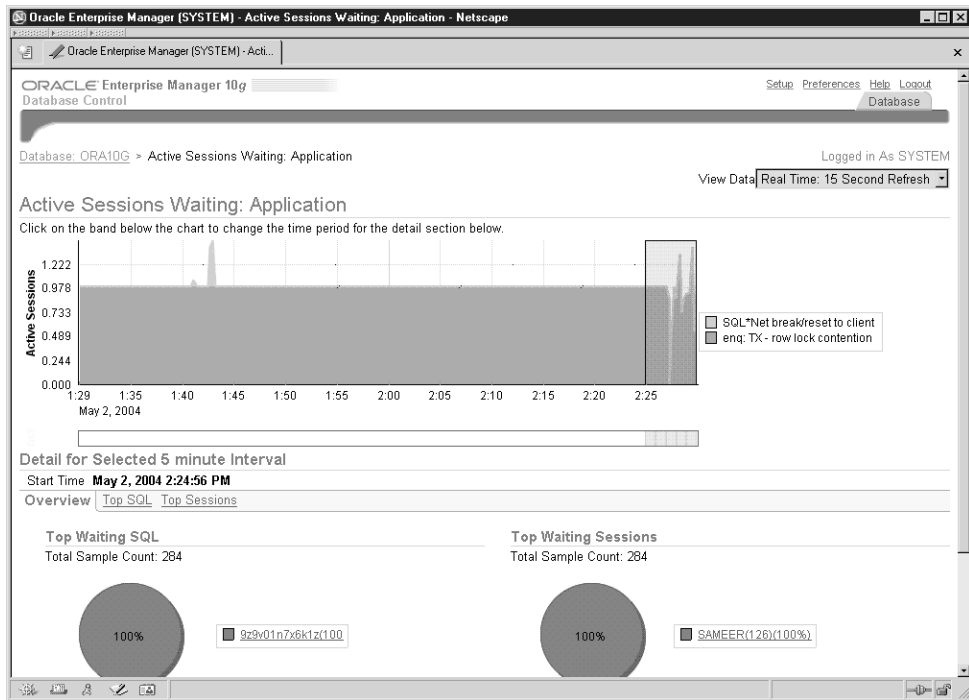 Oracle Enterprise Manager (SYSTEM) - Active Sessions Waiting: Application - Netscape
Oracle Enterprise Manager (SYSTEM) - Acti...
ORACLE Enterprise Manager 10g
Database Control
Setup Preferences Help Logout
Database
Database: ORA10G > Active Sessions Waiting: Application
Logged in As SYSTEM
View Data Real Time: 15 Second Refresh
Active Sessions Waiting: Application
Click on the band below the chart to change the time period for the detail section below.
Active Sessions
1.222
0.978
0.733
0.489
0.244
0.000
1:29 1:35 1:40 1:45 1:50 1:55 2:00 2:05 2:10 2:15 2:20 2:25
May 2, 2004
SQL*Net break/reset to client
enq: TX - row lock contention
Detail for Selected 5 minute Interval
Start Time May 2, 2004 2:24:56 PM
Overview Top SQL Top Sessions
Top Waiting SQL
Total Sample Count: 284
100%
9z9v01n7x6k1z(100
Top Waiting Sessions
Total Sample Count: 284
100%
SAMEER(126)(100%)